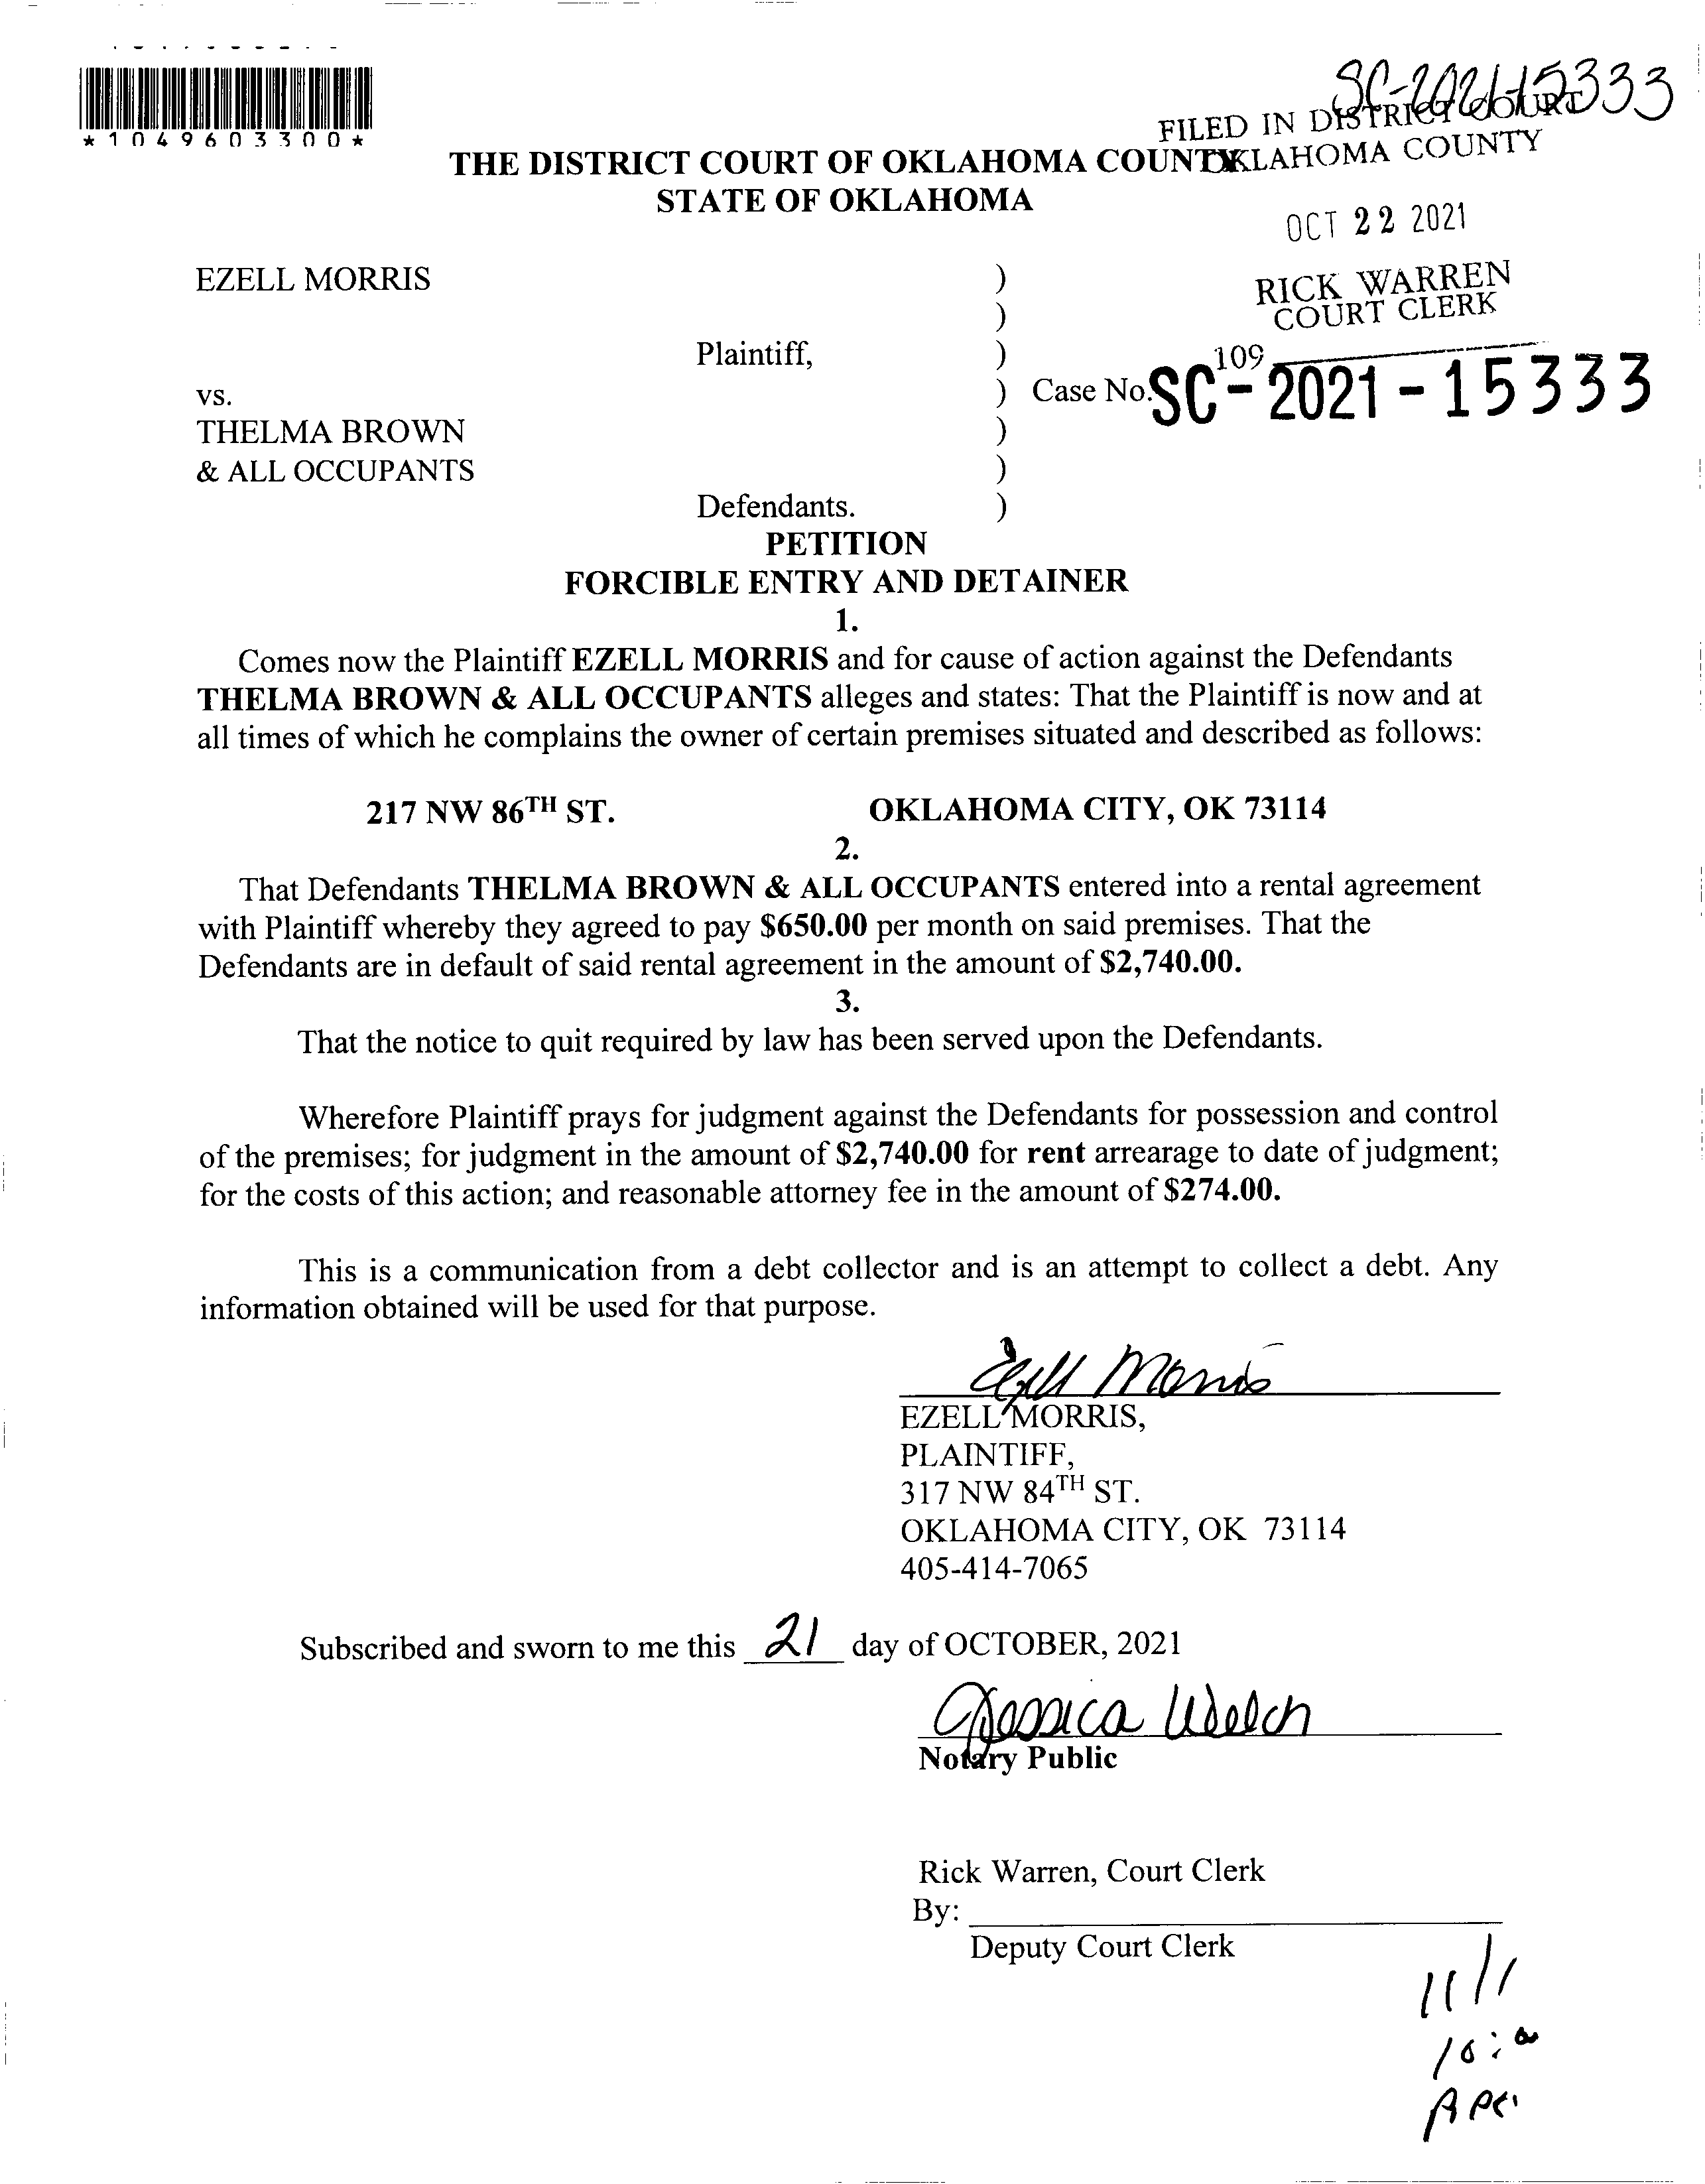 SC-2021-15333
*1049603300*
FILED IN DISTRICT COURT
OKLAHOMA COUNTY
THE DISTRICT COURT OF OKLAHOMA COUNTY
STATE OF OKLAHOMA
OCT 22 2021
EZELL MORRIS )
RICK WARREN
COURT CLERK
)
Plaintiff, )
109
vs. ) Case No. SC-2021-15333
THELMA BROWN )
& ALL OCCUPANTS )
Defendants. )
PETITION
FORCIBLE ENTRY AND DETAINER
1.
Comes now the Plaintiff EZELL MORRIS and for cause of action against the Defendants
THELMA BROWN & ALL OCCUPANTS alleges and states: That the Plaintiff is now and at
all times of which he complains the owner of certain premises situated and described as follows:
217 NW 86TH ST. OKLAHOMA CITY, OK 73114
2.
That Defendants THELMA BROWN & ALL OCCUPANTS entered into a rental agreement
with Plaintiff whereby they agreed to pay $650.00 per month on said premises. That the
Defendants are in default of said rental agreement in the amount of $2,740.00.
3.
That the notice to quit required by law has been served upon the Defendants.
Wherefore Plaintiff prays for judgment against the Defendants for possession and control
of the premises; for judgment in the amount of $2,740.00 for rent arrearage to date of judgment;
for the costs of this action; and reasonable attorney fee in the amount of $274.00.
This is a communication from a debt collector and is an attempt to collect a debt. Any
information obtained will be used for that purpose.
Ezell Morris
EZELL MORRIS,
PLAINTIFF,
317 NW 84TH ST.
OKLAHOMA CITY, OK 73114
405-414-7065
Subscribed and sworn to me this 21 day of OCTOBER, 2021
Jessica Welch
Notary Public
Rick Warren, Court Clerk
By:
Deputy Court Clerk
11/1